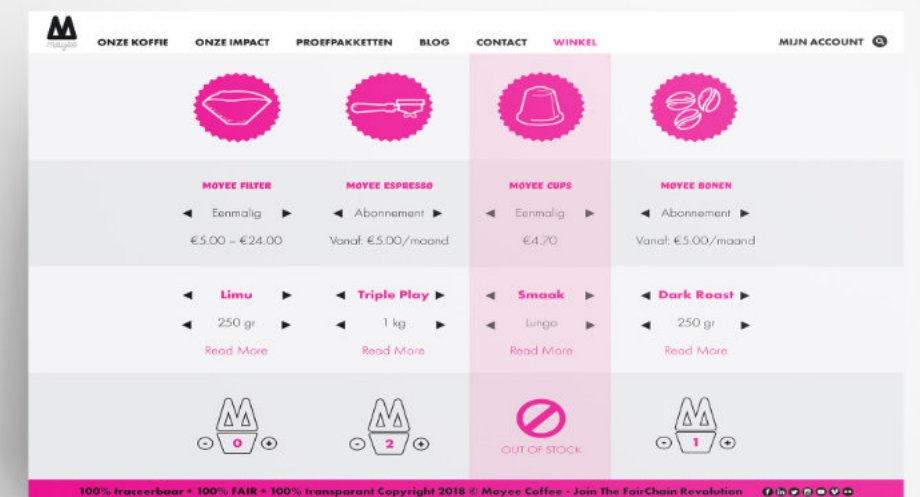 moyee
ONZE KOFFIE ONZE IMPACT PROEFPAKKETTEN BLOG CONTACT WINKEL MIJN ACCOUNT
MOYEE FILTER MOYEE ESPRESSO MOYEE CUPS MOYEE BONEN
◀ Eenmalig ▶ ◀ Abonnement ▶ ◀ Eenmalig ▶ ◀ Abonnement ▶
€5.00 – €24.00 Vanaf: €5.00/maand €4.70 Vanaf: €5.00/maand
◀ Limu ▶ ◀ Triple Play ▶ ◀ Smaak ▶ ◀ Dark Roast ▶
◀ 250 gr ▶ ◀ 1 kg ▶ ◀ Lungo ▶ ◀ 250 gr ▶
Read More Read More Read More Read More
- 0 + - 2 + OUT OF STOCK - 1 +
100% traceerbaar + 100% FAIR + 100% transparant Copyright 2018 © Moyee Coffee - Join The FairChain Revolution